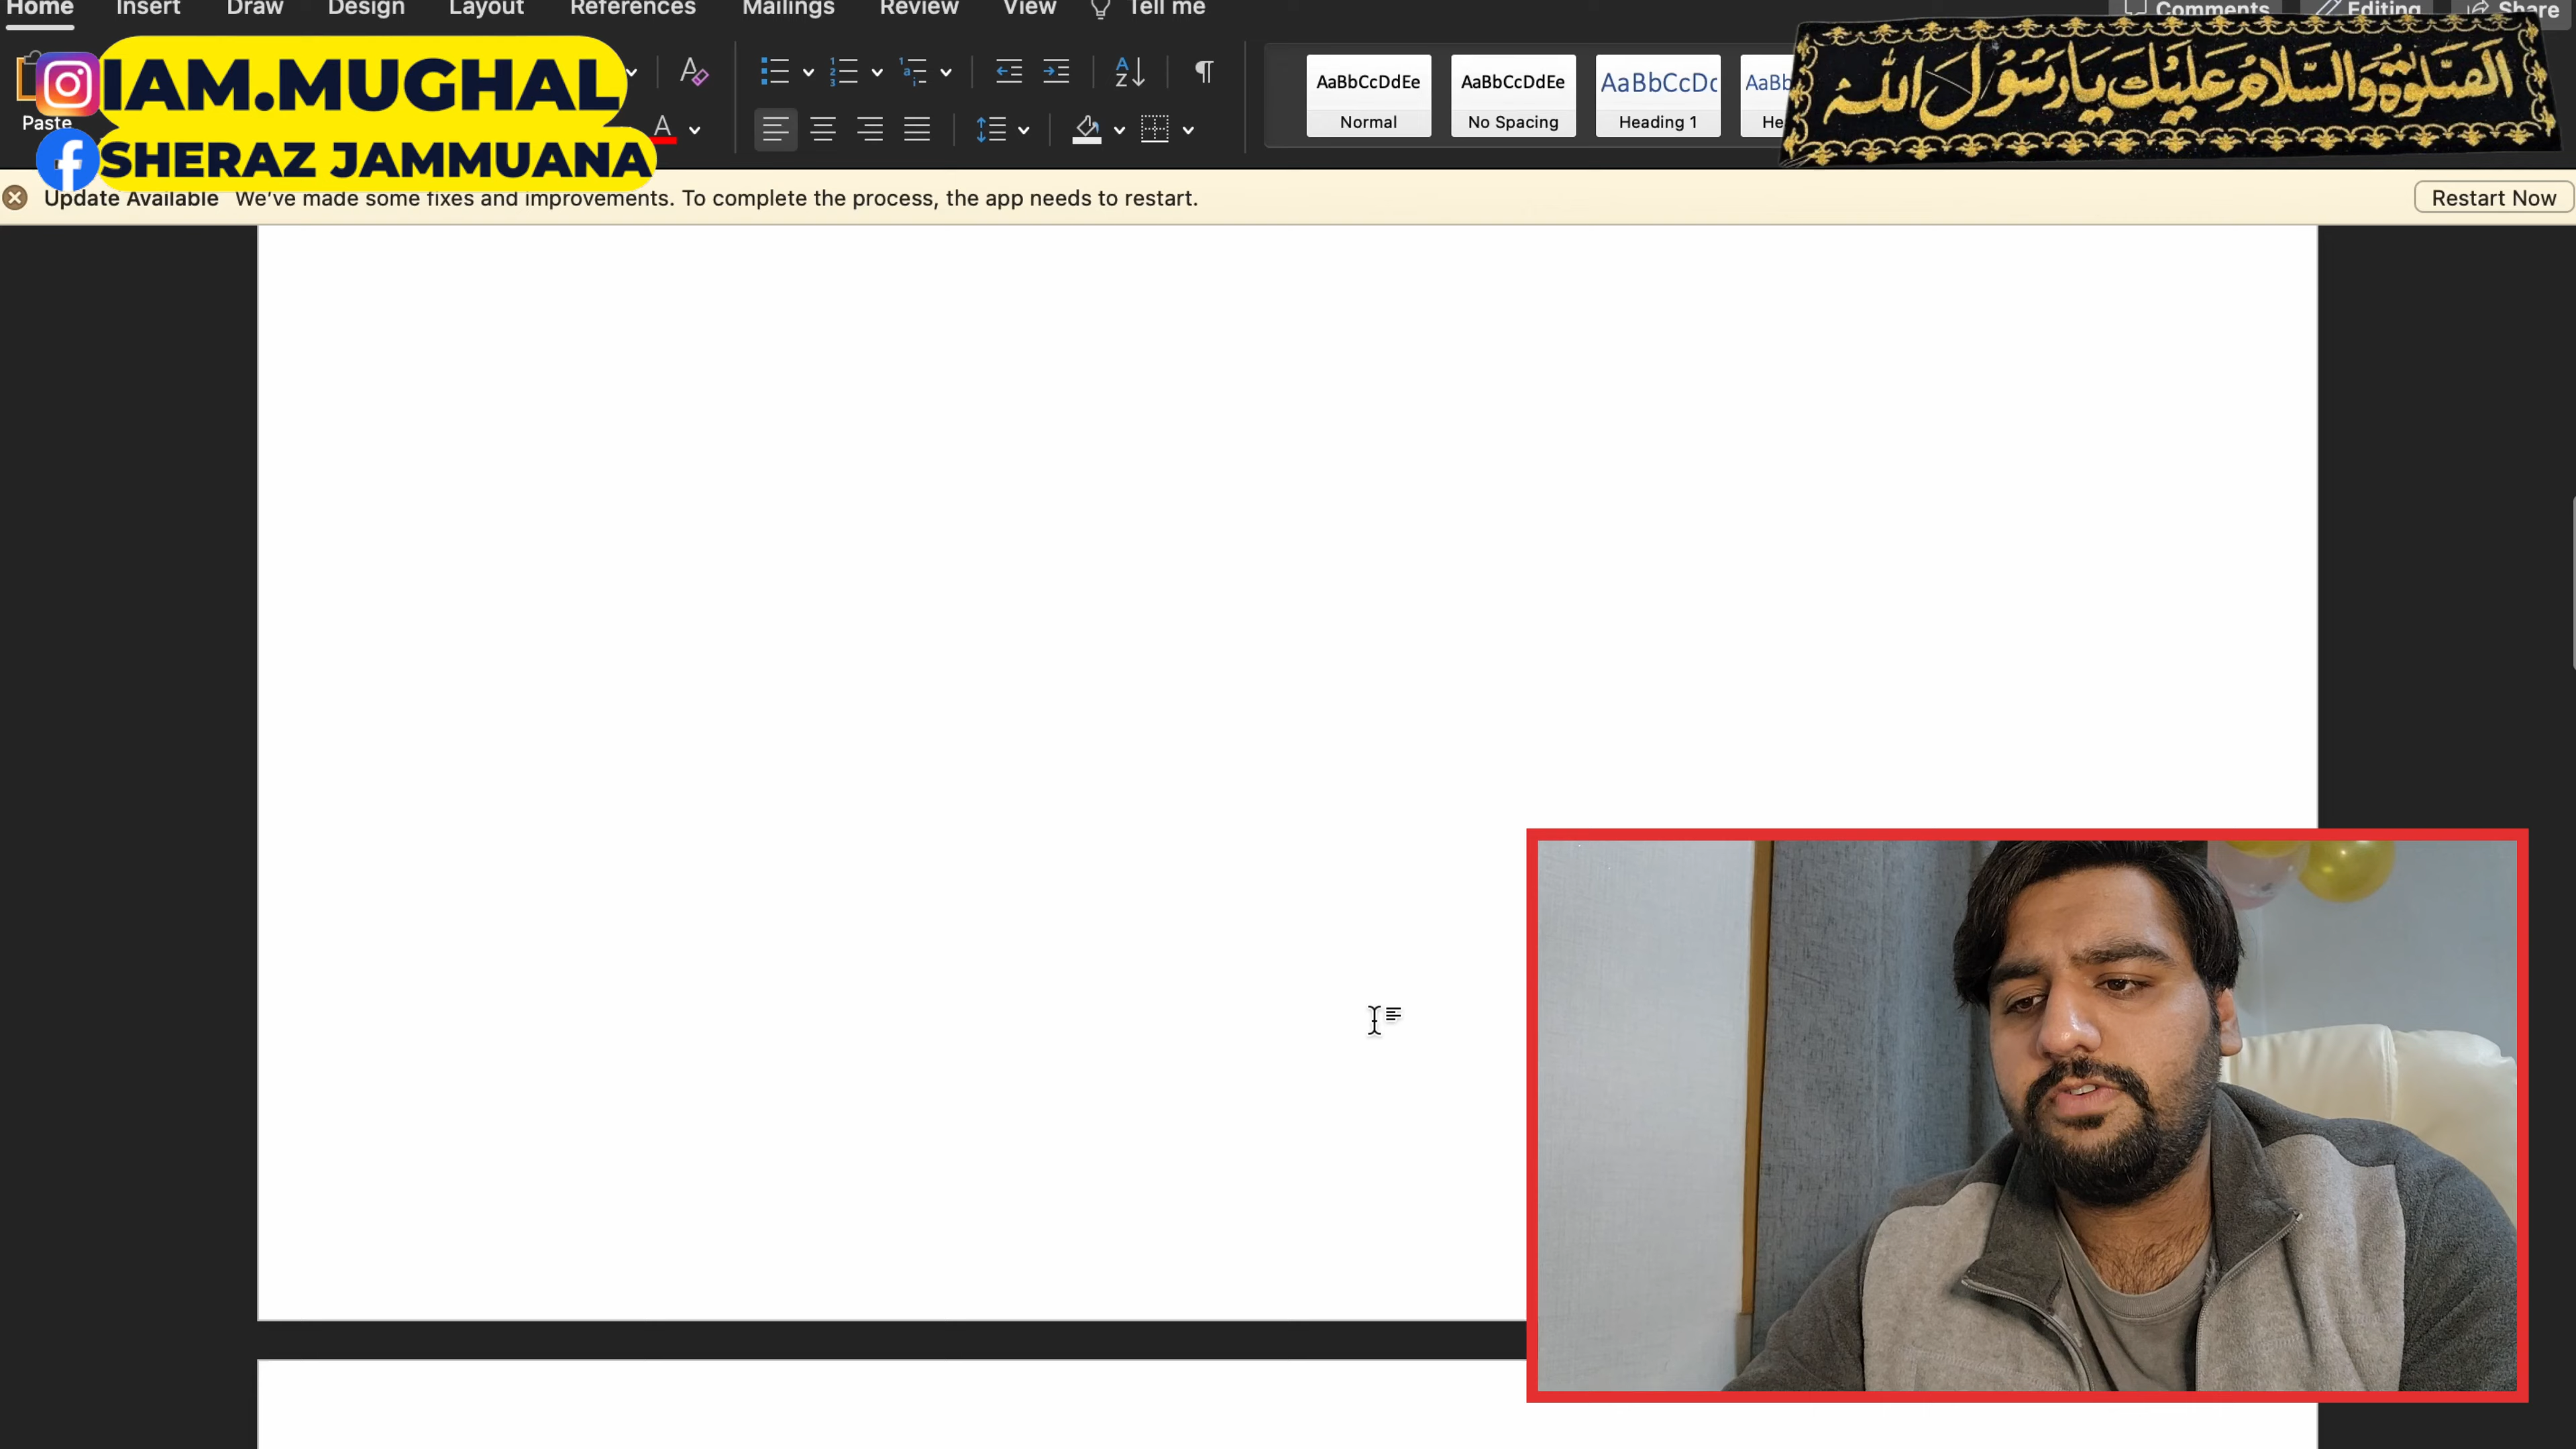 Home Insert Draw Design Layout References Mailings Review View Tell me Comments Editing Share
IAM.MUGHAL
SHERAZ JAMMUANA
Paste
AaBbCcDdEe
Normal
AaBbCcDdEe
No Spacing
AaBbCcDc
Heading 1
AaBb
He
الصلوة والسلام عليك يا رسول الله
Update Available We've made some fixes and improvements. To complete the process, the app needs to restart. Restart Now